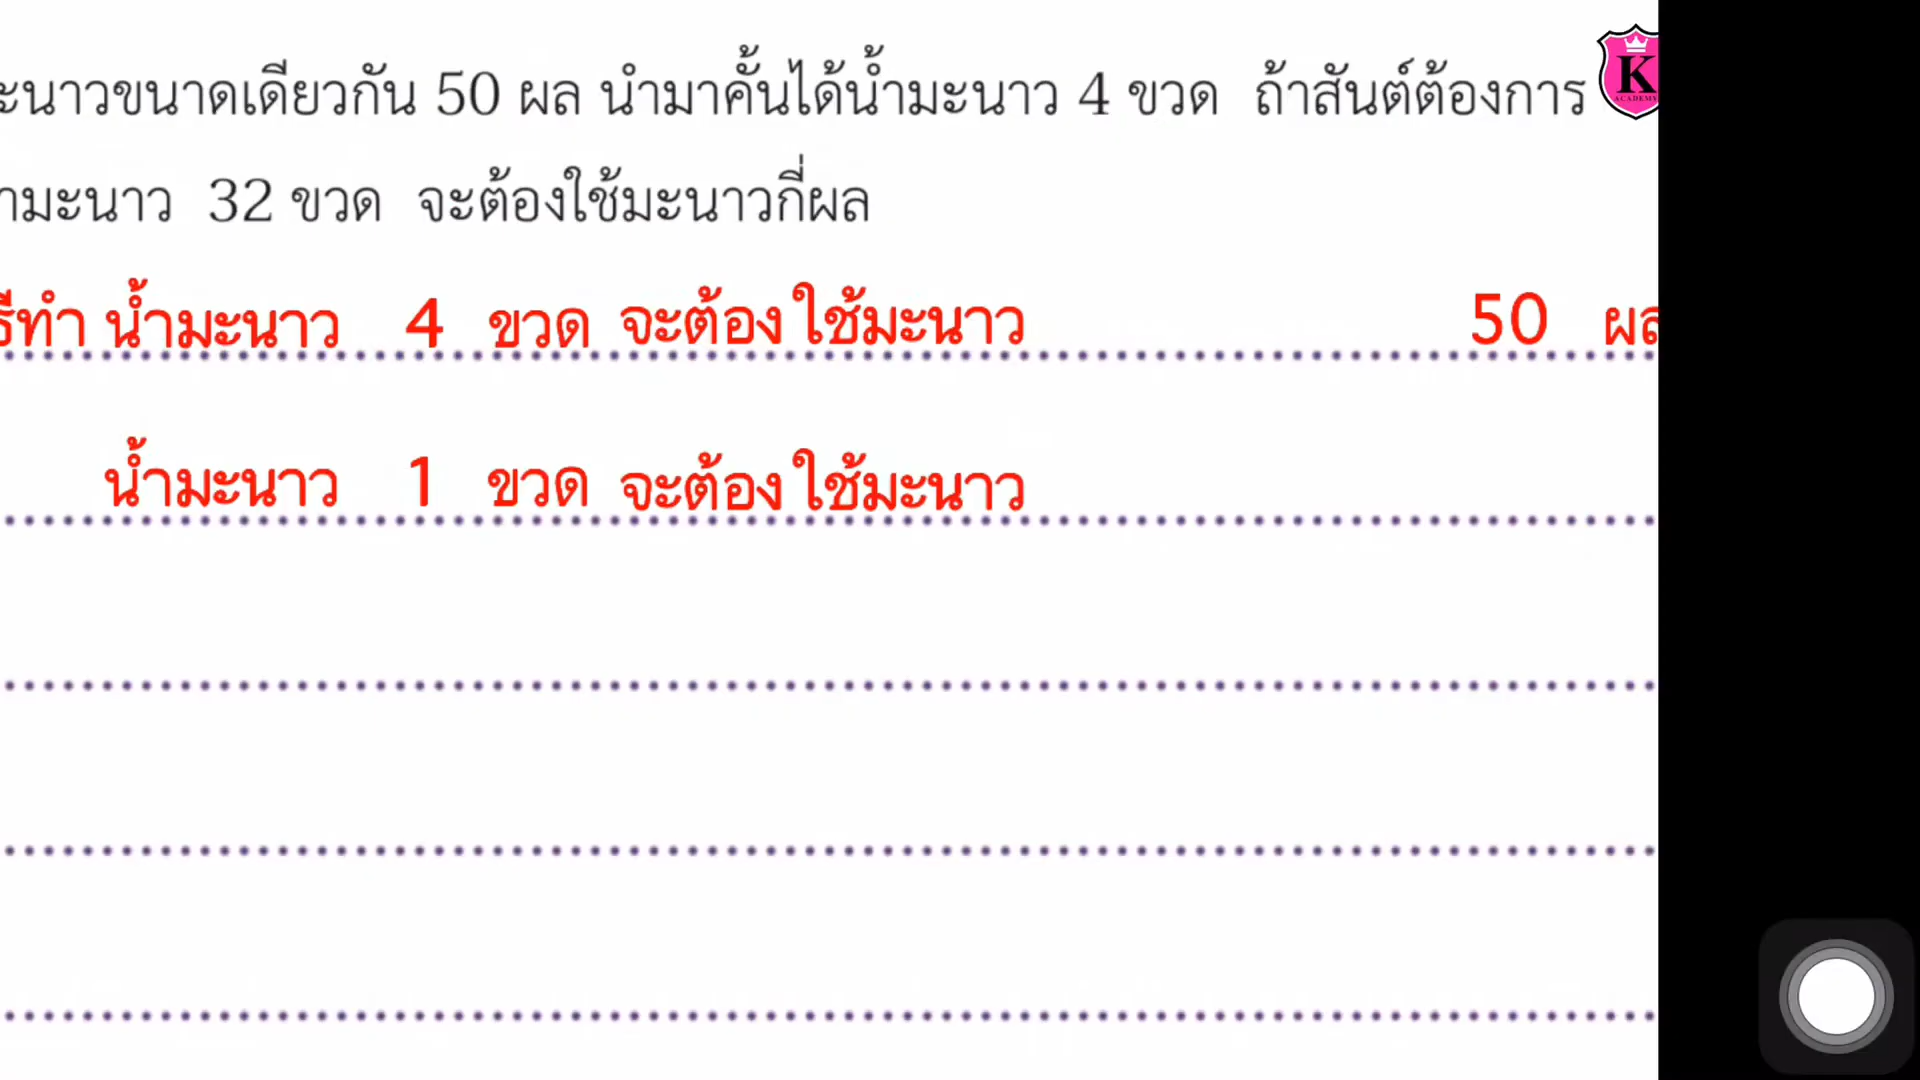 ะนาวขนาดเดียวกัน 50 ผล นำมาคั้นได้น้ำมะนาว 4 ขวด ถ้าสันต์ต้องการ
ามะนาว 32 ขวด จะต้องใช้มะนาวกี่ผล
ธีทำ น้ำมะนาว 4 ขวด จะต้องใช้มะนาว 50 ผล
น้ำมะนาว 1 ขวด จะต้องใช้มะนาว
K
ACADEMY